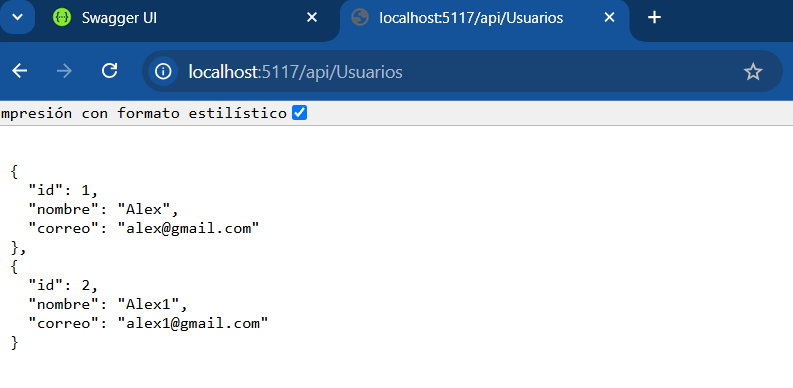 Swagger UI
localhost:5117/api/Usuarios
localhost:5117/api/Usuarios
mpresión con formato estilístico
{
"id": 1,
"nombre": "Alex",
"correo": "alex@gmail.com"
},
{
"id": 2,
"nombre": "Alex1",
"correo": "alex1@gmail.com"
}